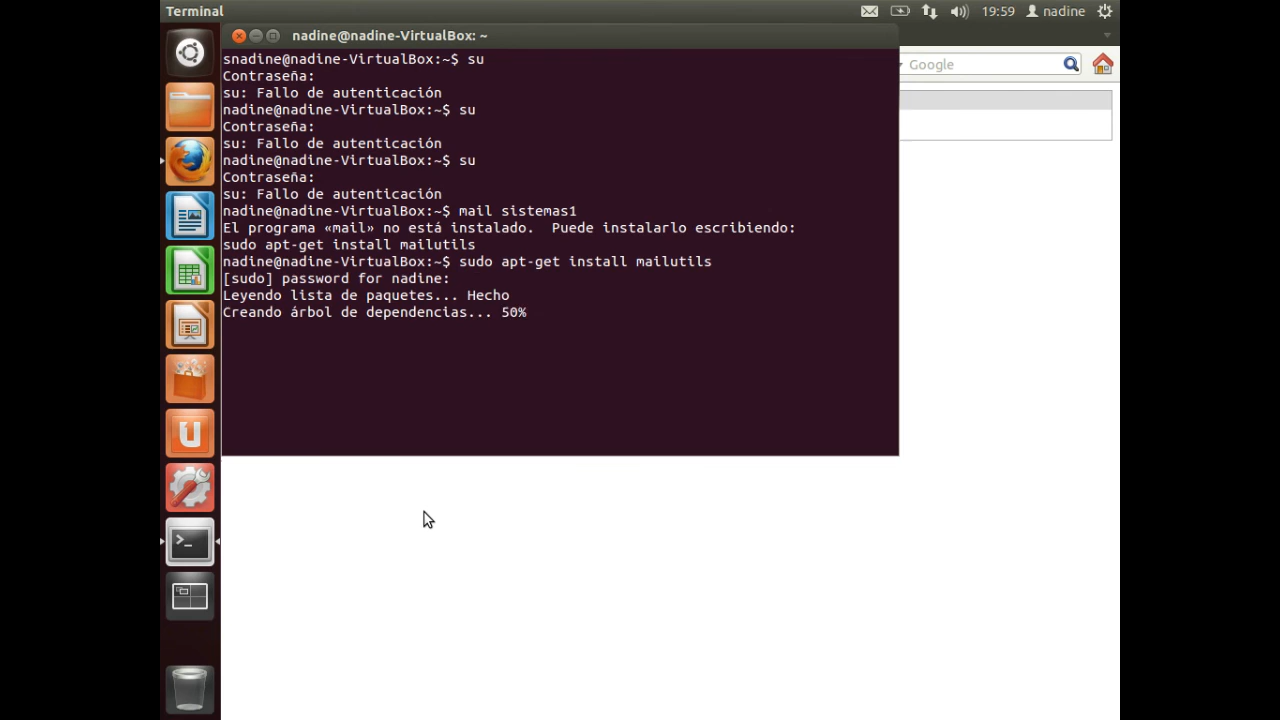 Terminal
19:59 nadine
nadine@nadine-VirtualBox: ~
Google
snadine@nadine-VirtualBox:~$ su
Contraseña:
su: Fallo de autenticación
nadine@nadine-VirtualBox:~$ su
Contraseña:
su: Fallo de autenticación
nadine@nadine-VirtualBox:~$ su
Contraseña:
su: Fallo de autenticación
nadine@nadine-VirtualBox:~$ mail sistemas1
El programa «mail» no está instalado.  Puede instalarlo escribiendo:
sudo apt-get install mailutils
nadine@nadine-VirtualBox:~$ sudo apt-get install mailutils
[sudo] password for nadine:
Leyendo lista de paquetes... Hecho
Creando árbol de dependencias... 50%